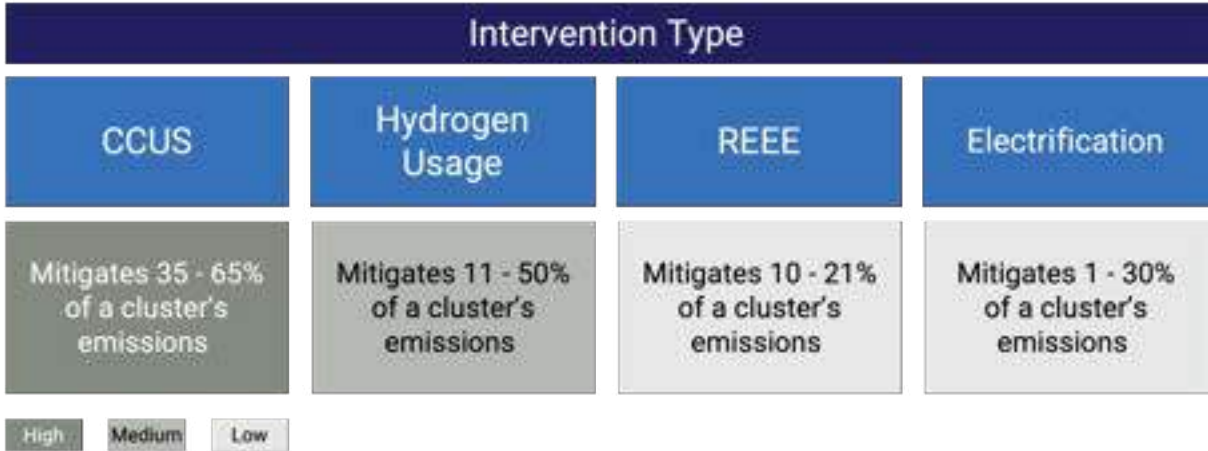 Intervention Type
CCUS
Hydrogen
Usage
REEE
Electrification
Mitigates 35 - 65%
of a cluster's
emissions
Mitigates 11 - 50%
of a cluster's
emissions
Mitigates 10 - 21%
of a cluster's
emissions
Mitigates 1 - 30%
of a cluster's
emissions
High
Medium
Low